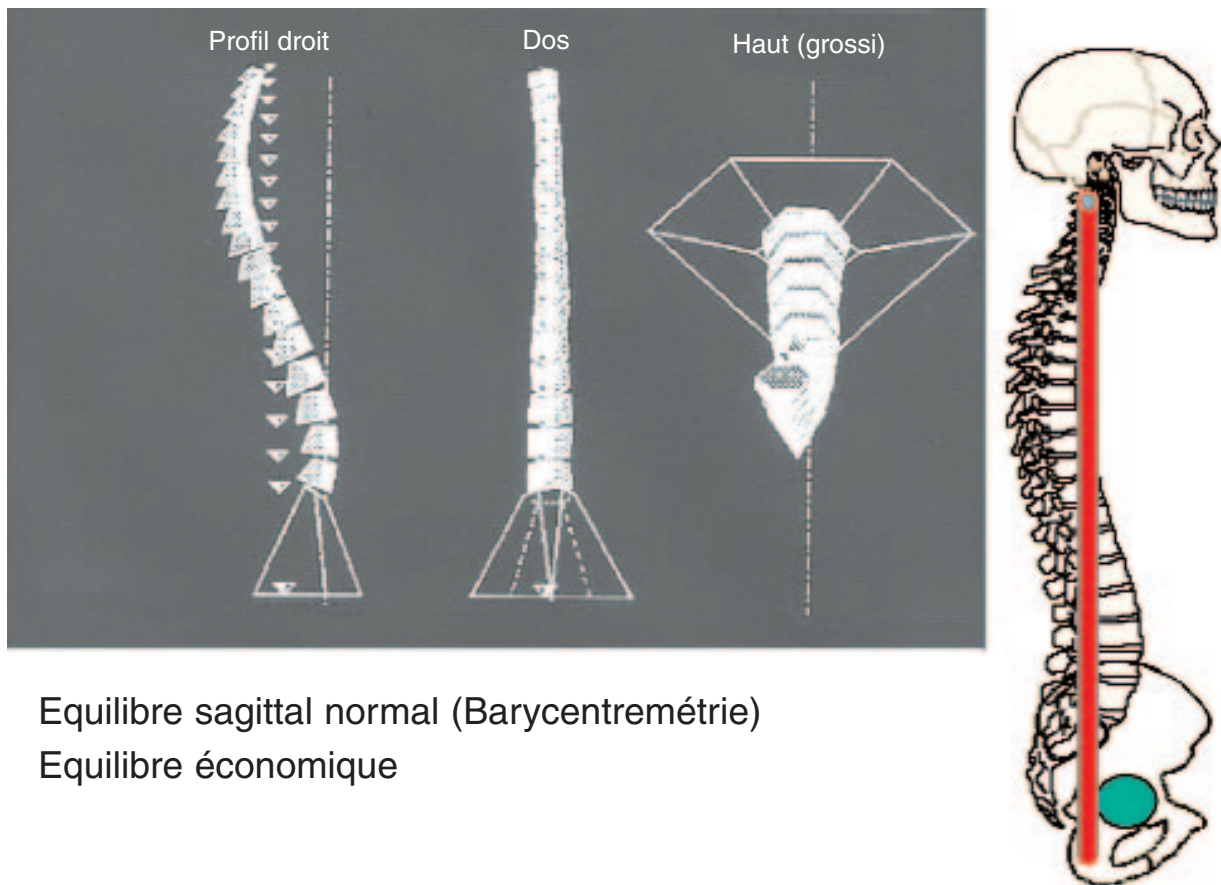 Profil droit
Dos
Haut (grossi)
Equilibre sagittal normal (Barycentremétrie)
Equilibre économique